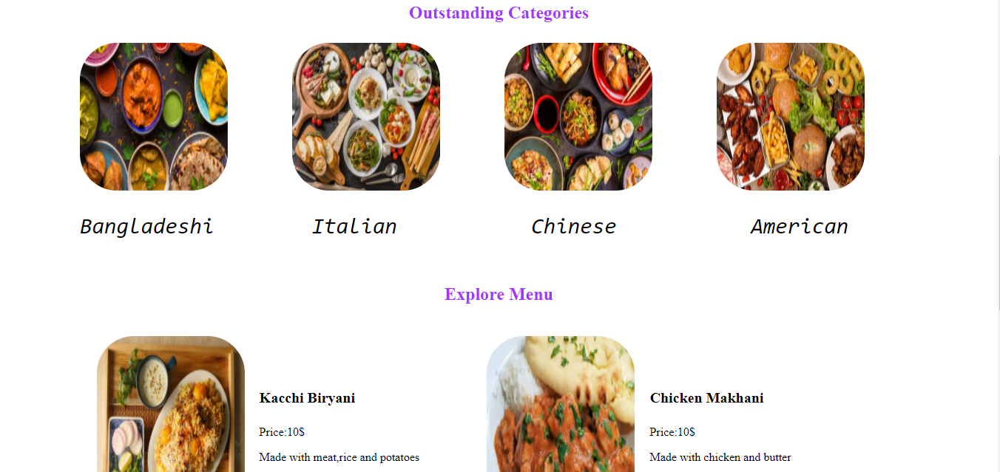 Outstanding Categories
Bangladeshi
Italian
Chinese
American
Explore Menu
Kacchi Biryani
Price:10$
Made with meat,rice and potatoes
Chicken Makhani
Price:10$
Made with chicken and butter